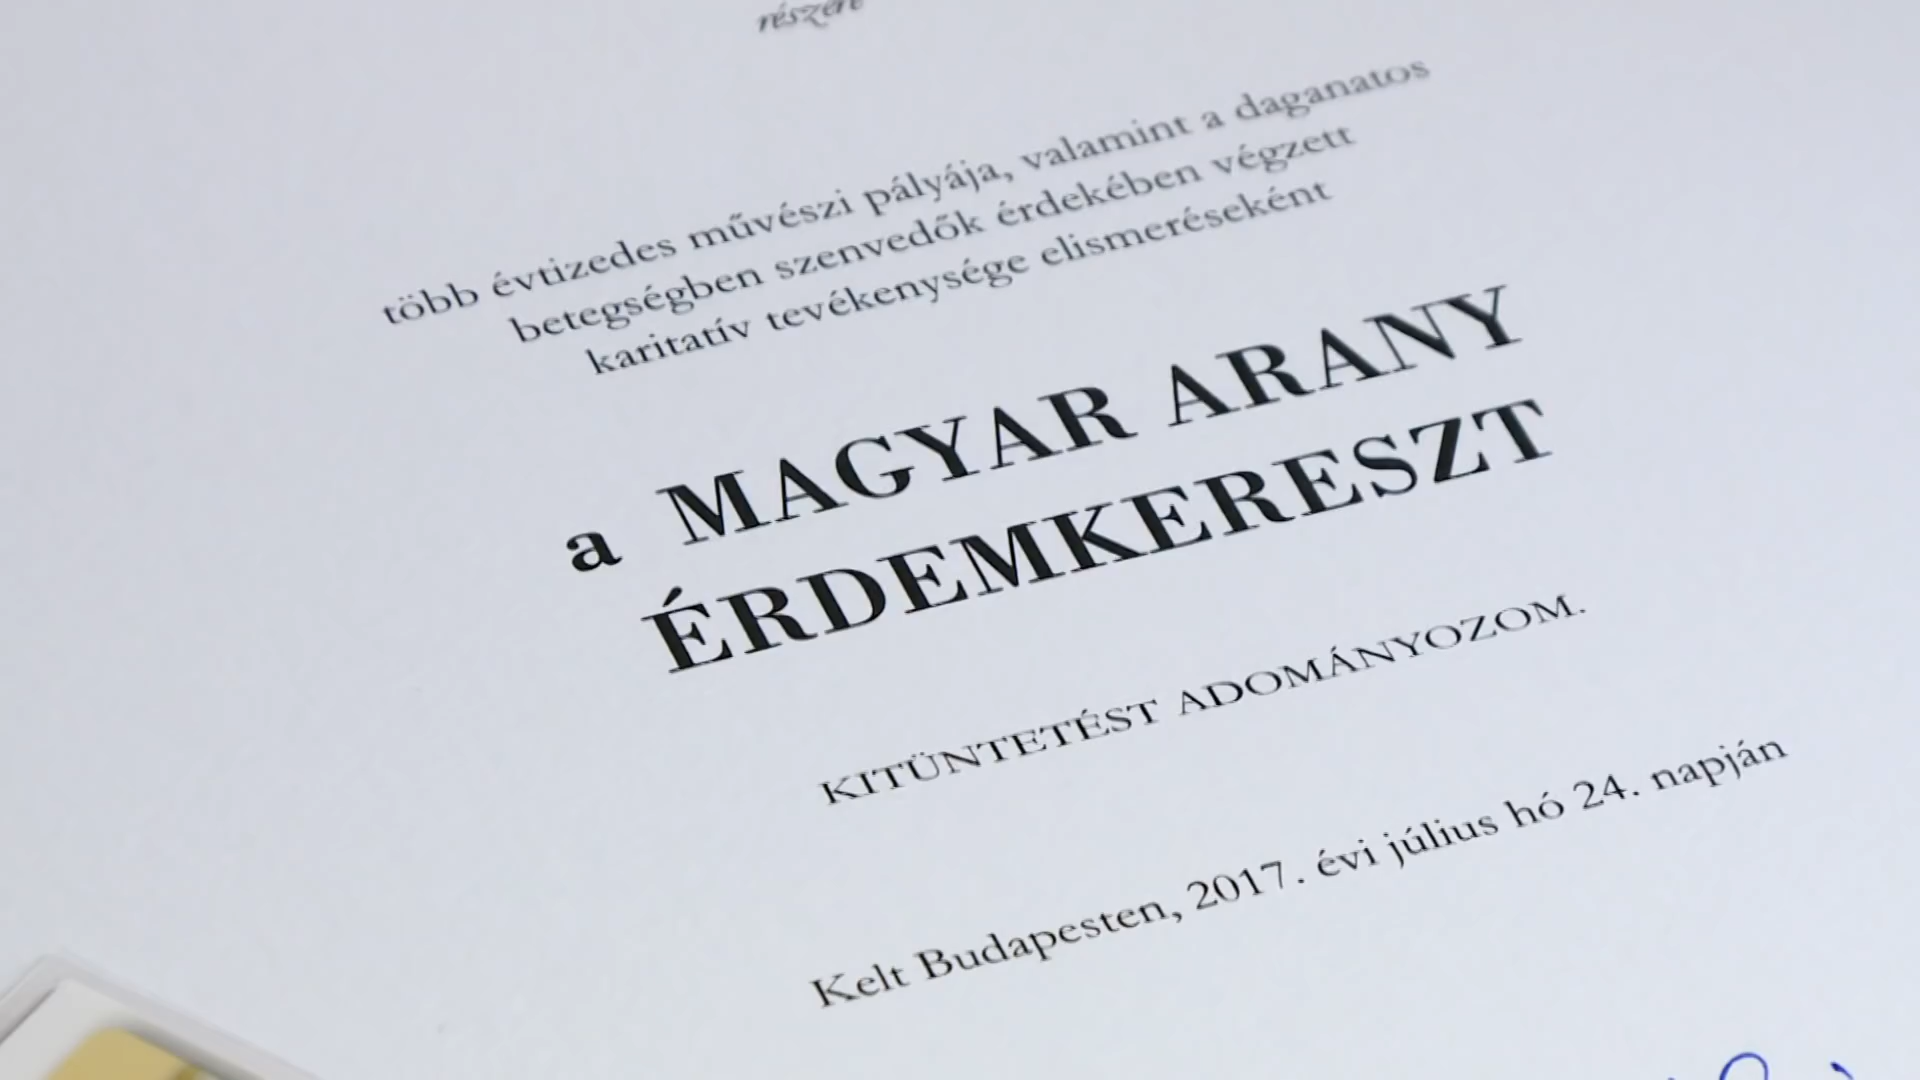 részére
több évtizedes művészi pályája, valamint a daganatos
betegségben szenvedők érdekében végzett
karitatív tevékenysége elismeréseként
a MAGYAR ARANY
ÉRDEMKERESZT
KITÜNTETÉST ADOMÁNYOZOM.
Kelt Budapesten, 2017. évi július hó 24. napján